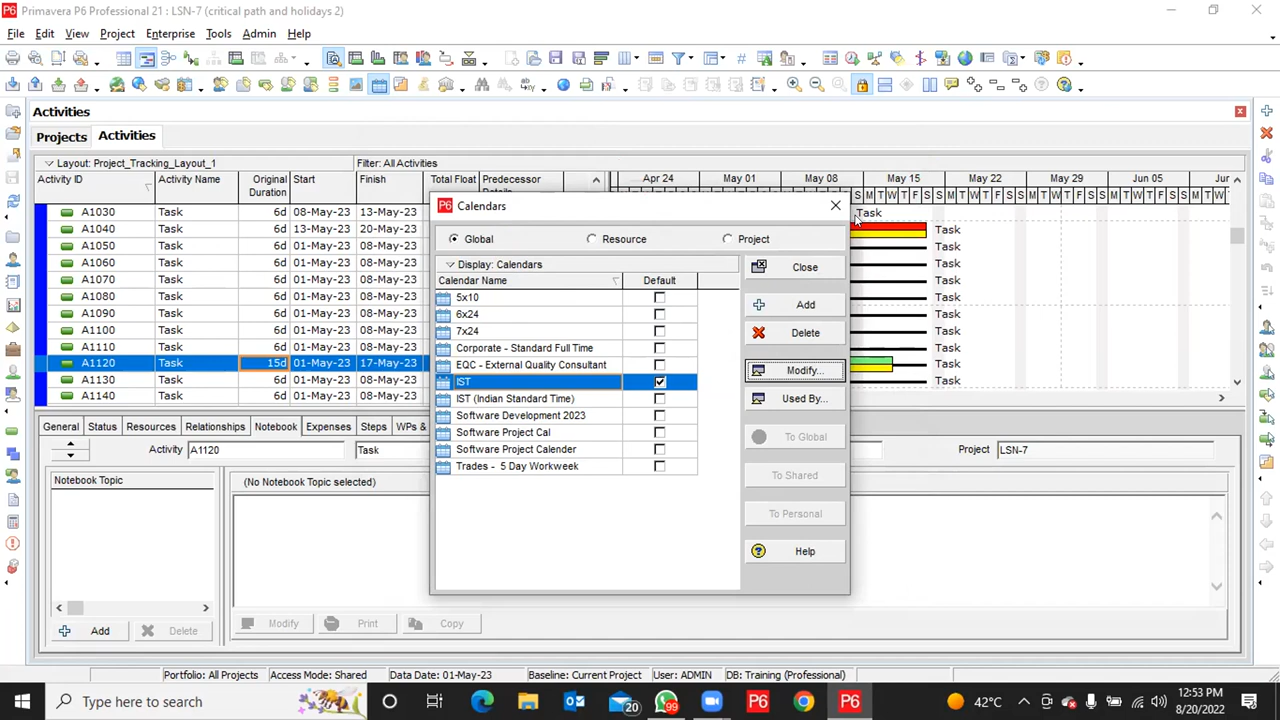 Primavera P6 Professional 21 : LSN-7 (critical path and holidays 2)
File Edit View Project Enterprise Tools Admin Help
Activities
Projects Activities
Layout: Project_Tracking_Layout_1 Filter: All Activities
Activity ID Activity Name Original Duration Start Finish Total Float Predecessor Details
Apr 24 May 01 May 08 May 15 May 22 May 29 Jun 05
A1030 Task 6d 08-May-23 13-May-23 Task
A1040 Task 6d 13-May-23 20-May-23 Task
A1050 Task 6d 01-May-23 08-May-23 Task
A1060 Task 6d 01-May-23 08-May-23 Task
A1070 Task 6d 01-May-23 08-May-23 Task
A1080 Task 6d 01-May-23 08-May-23 Task
A1090 Task 6d 01-May-23 08-May-23 Task
A1100 Task 6d 01-May-23 08-May-23 Task
A1110 Task 6d 01-May-23 08-May-23 Task
A1120 Task 15d 01-May-23 17-May-23 Task
A1130 Task 6d 01-May-23 08-May-23 Task
A1140 Task 6d 01-May-23 08-May-23 Task
Calendars
Global Resource Project
Display: Calendars
Calendar Name Default
5x10
6x24
7x24
Corporate - Standard Full Time
EQC - External Quality Consultant
IST
IST (Indian Standard Time)
Software Development 2023
Software Project Cal
Software Project Calender
Trades - 5 Day Workweek
Close
Add
Delete
Modify...
Used By...
To Global
To Shared
To Personal
Help
General Status Resources Relationships Notebook Expenses Steps WPs &
Activity A1120 Task Project LSN-7
Notebook Topic (No Notebook Topic selected)
Add Delete Modify Print Copy
Portfolio: All Projects Access Mode: Shared Data Date: 01-May-23 Baseline: Current Project User: ADMIN DB: Training (Professional)
Type here to search
20
99
42°C
12:53 PM
8/20/2022